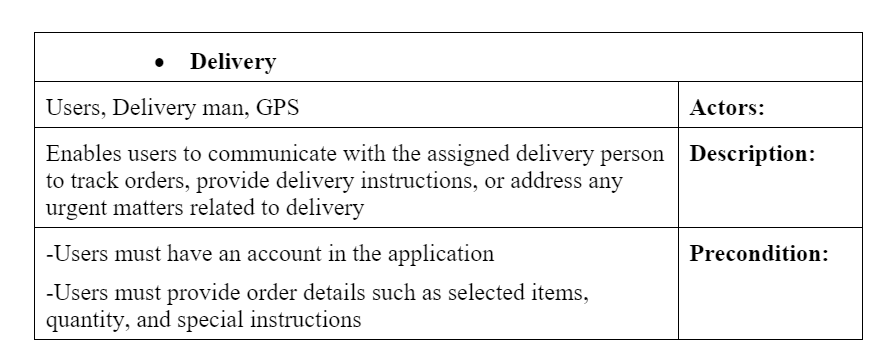 • Delivery
Users, Delivery man, GPS
Actors:
Enables users to communicate with the assigned delivery person
to track orders, provide delivery instructions, or address any
urgent matters related to delivery
Description:
-Users must have an account in the application
-Users must provide order details such as selected items,
quantity, and special instructions
Precondition: